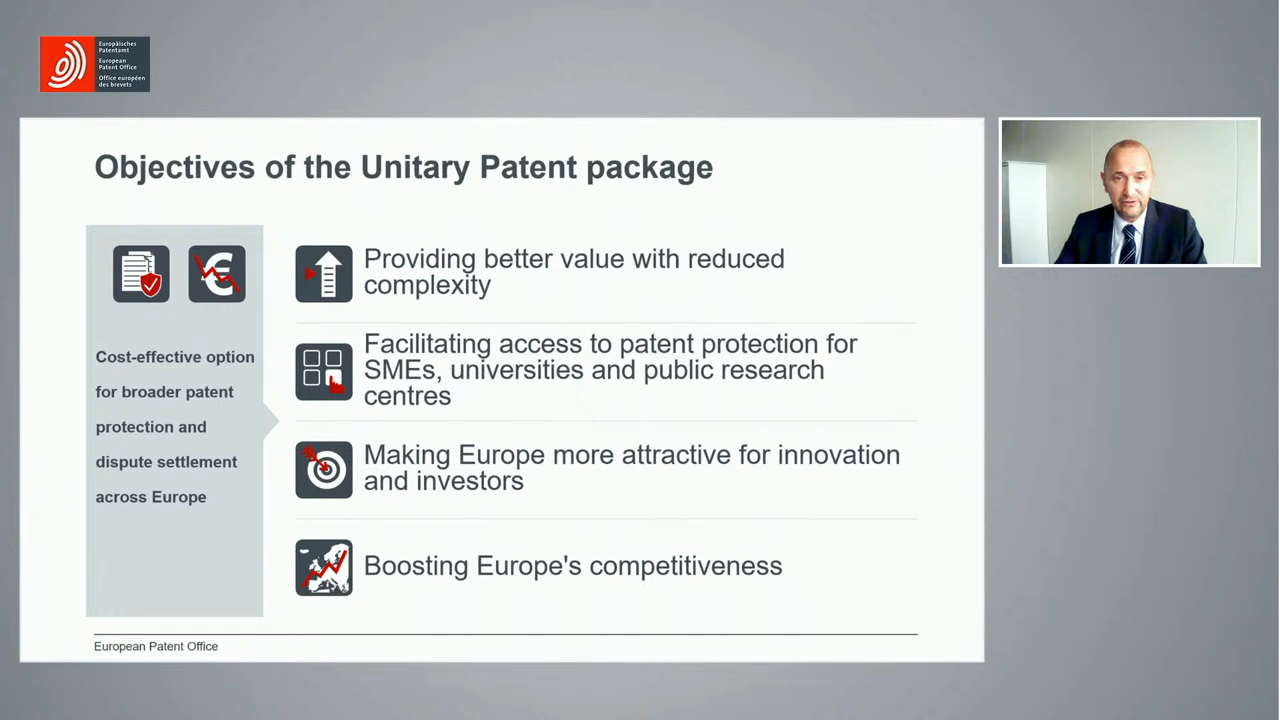 Europäisches
Patentamt
European
Patent Office
Office européen
des brevets
Objectives of the Unitary Patent package
Cost-effective option
for broader patent
protection and
dispute settlement
across Europe
Providing better value with reduced
complexity
Facilitating access to patent protection for
SMEs, universities and public research
centres
Making Europe more attractive for innovation
and investors
Boosting Europe's competitiveness
European Patent Office